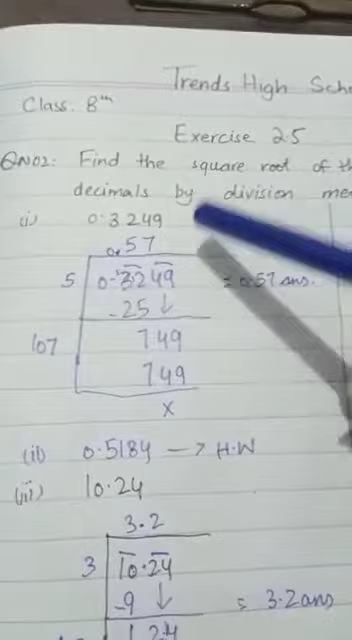 Trends High Sch
Class. 8th
Exercise 2.5
QNO2: Find the square root of th
decimals by division me
(i) 0.3249
0.57
5 0.3249 = 0.57 ans.
-25 ↓
107 749
749
x
(ii) 0.5184 → H.W
(iii) 10.24
3.2
3 10.24
-9 ↓ = 3.2 ans
124